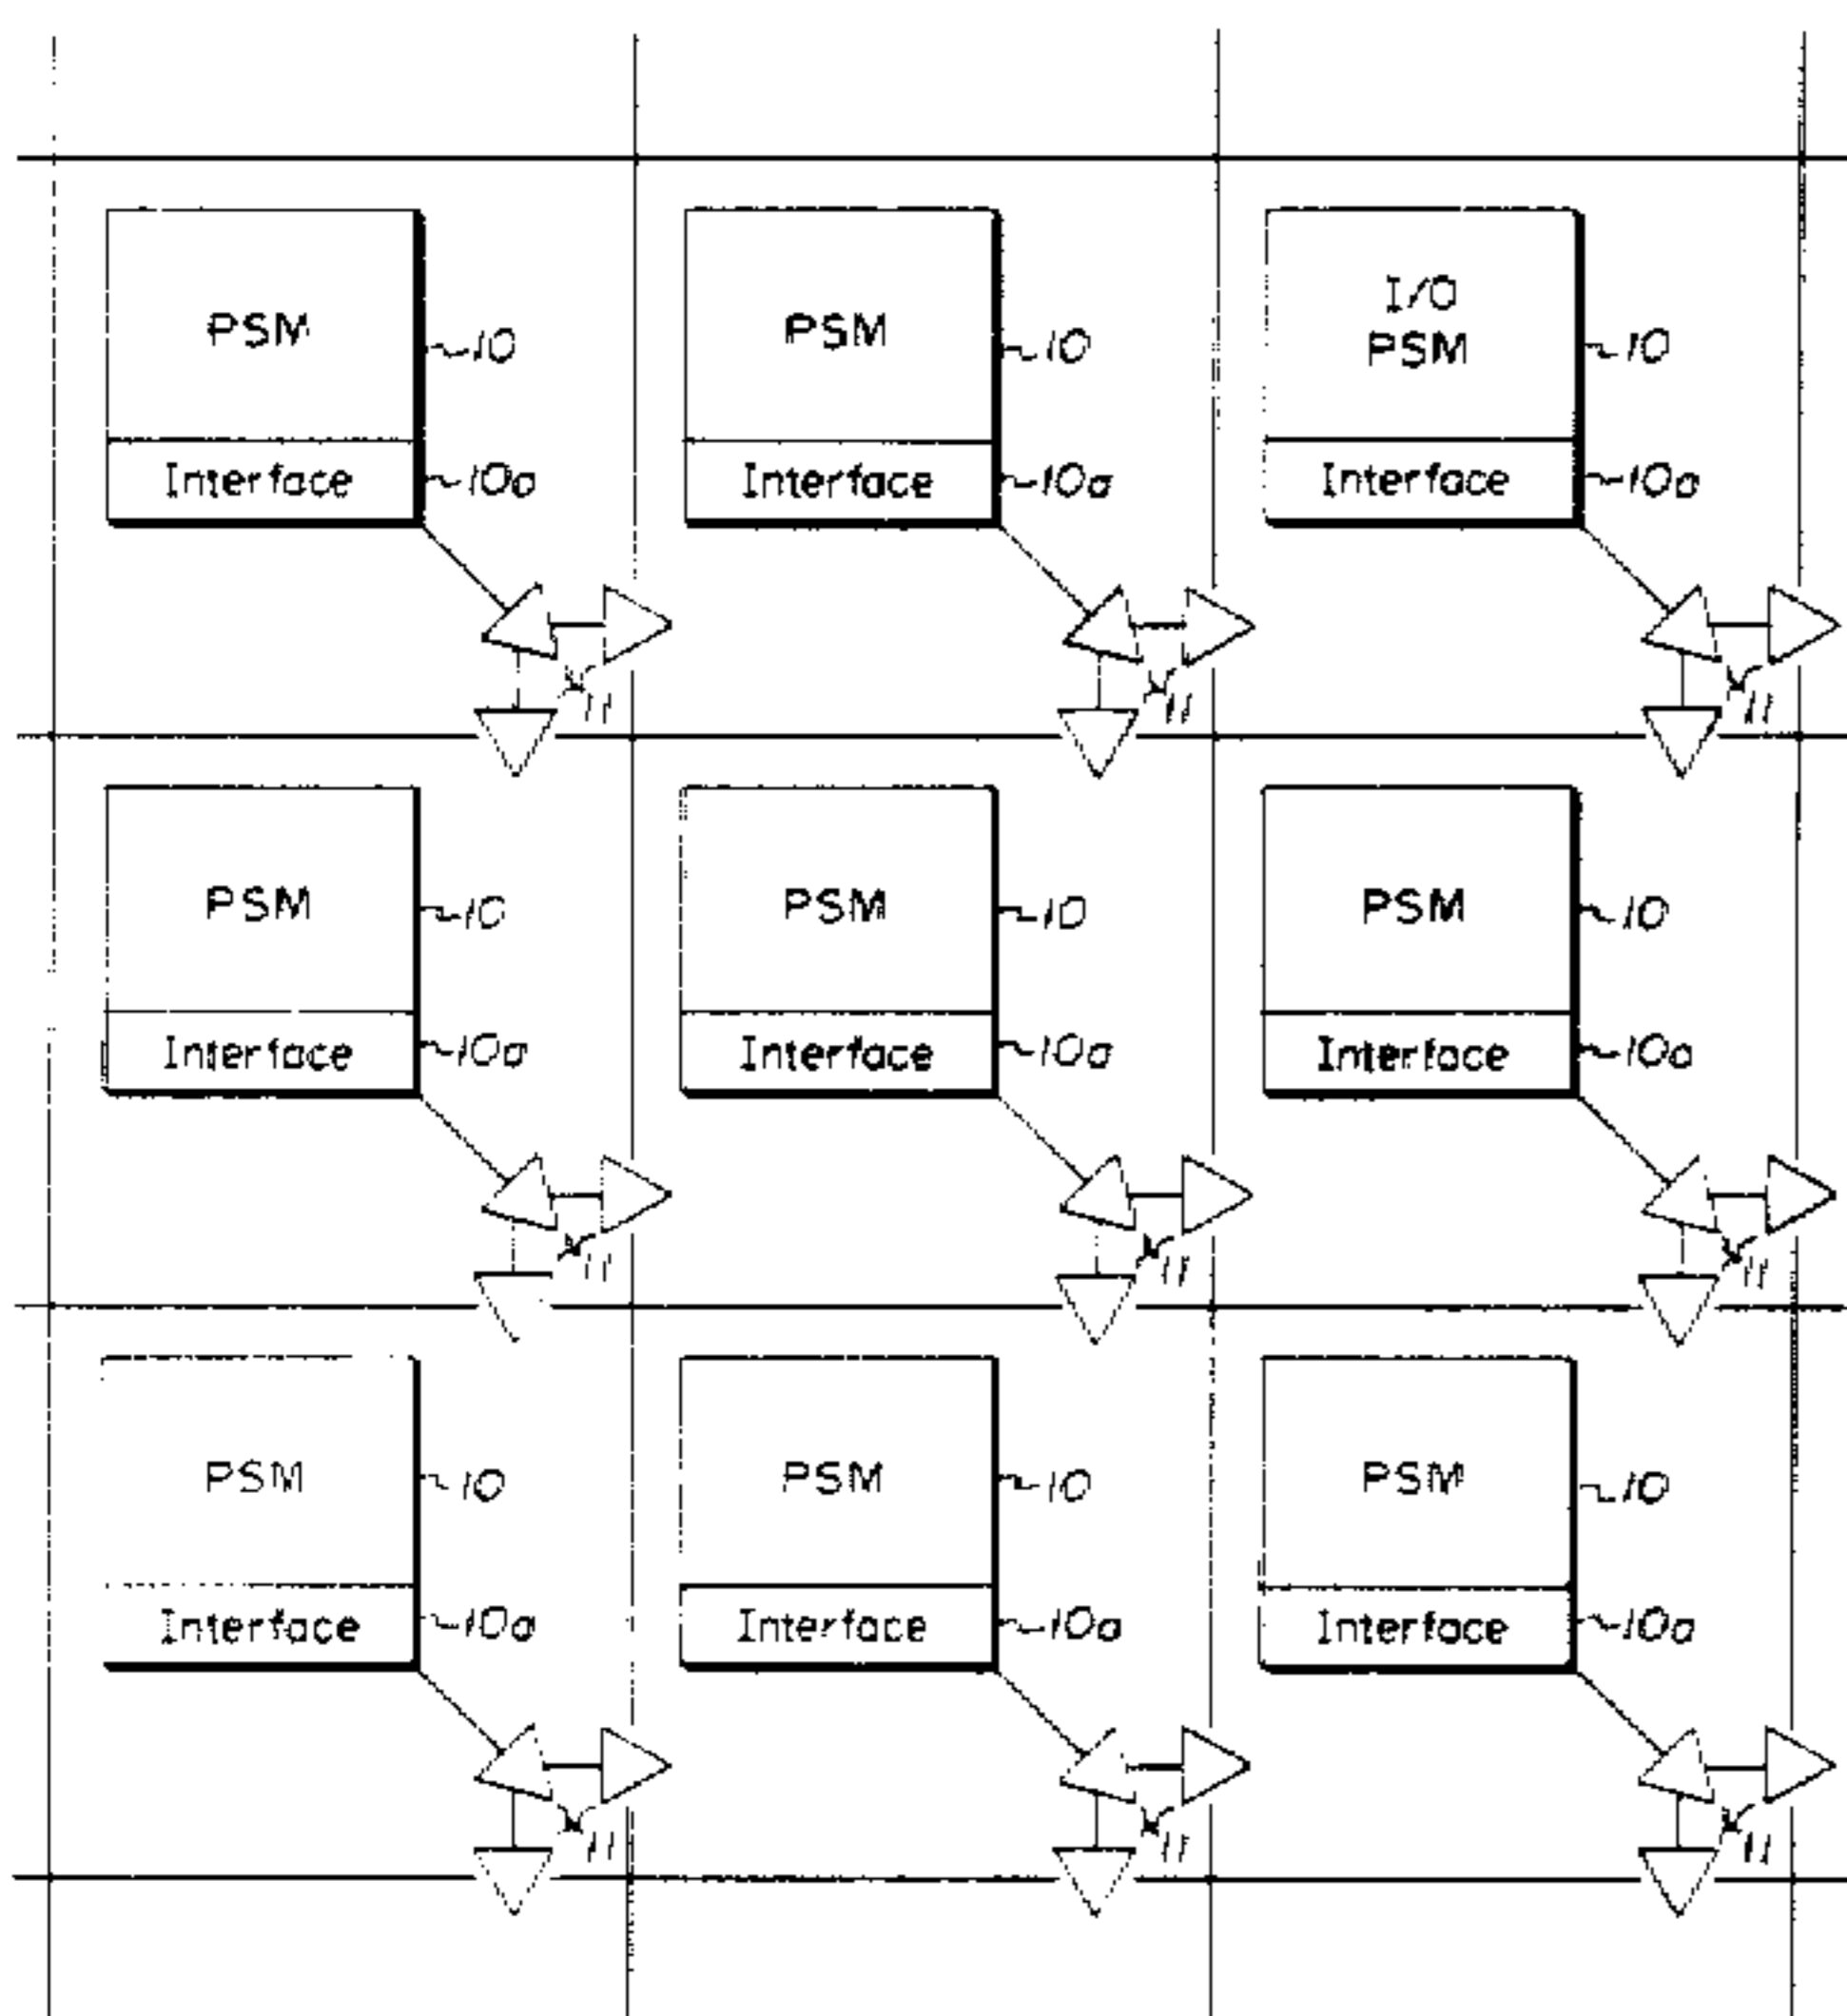 PSM 10 PSM 10 I/O PSM 10
Interface 10a Interface 10a Interface 10a
11 11 11
PSM 10 PSM 10 PSM 10
Interface 10a Interface 10a Interface 10a
11 11 11
PSM 10 PSM 10 PSM 10
Interface 10a Interface 10a Interface 10a
11 11 11